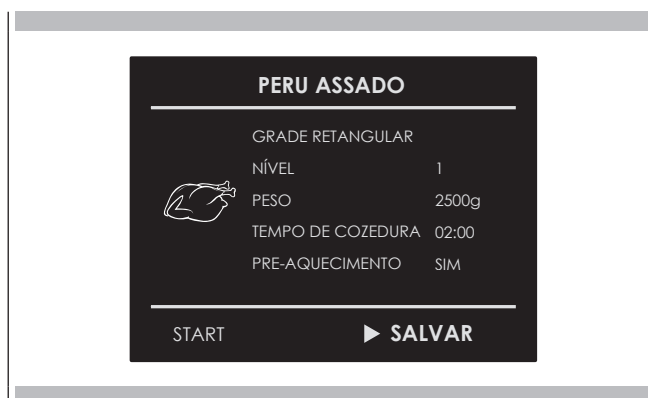 PERU ASSADO
GRADE RETANGULAR
NÍVEL 1
PESO 2500g
TEMPO DE COZEDURA 02:00
PRE-AQUECIMENTO SIM
START ▶ SALVAR